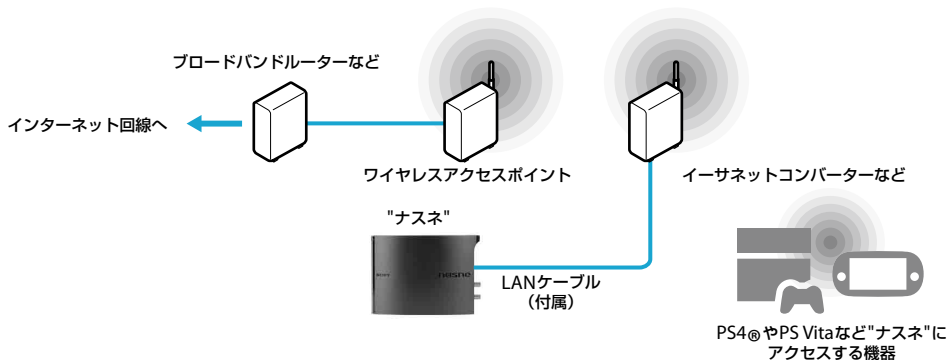 ブロードバンドルーターなど
インターネット回線へ
ワイヤレスアクセスポイント
イーサネットコンバーターなど
"ナスネ"
SONY
nasne
LANケーブル
（付属）
PS4®やPS Vitaなど"ナスネ"に
アクセスする機器